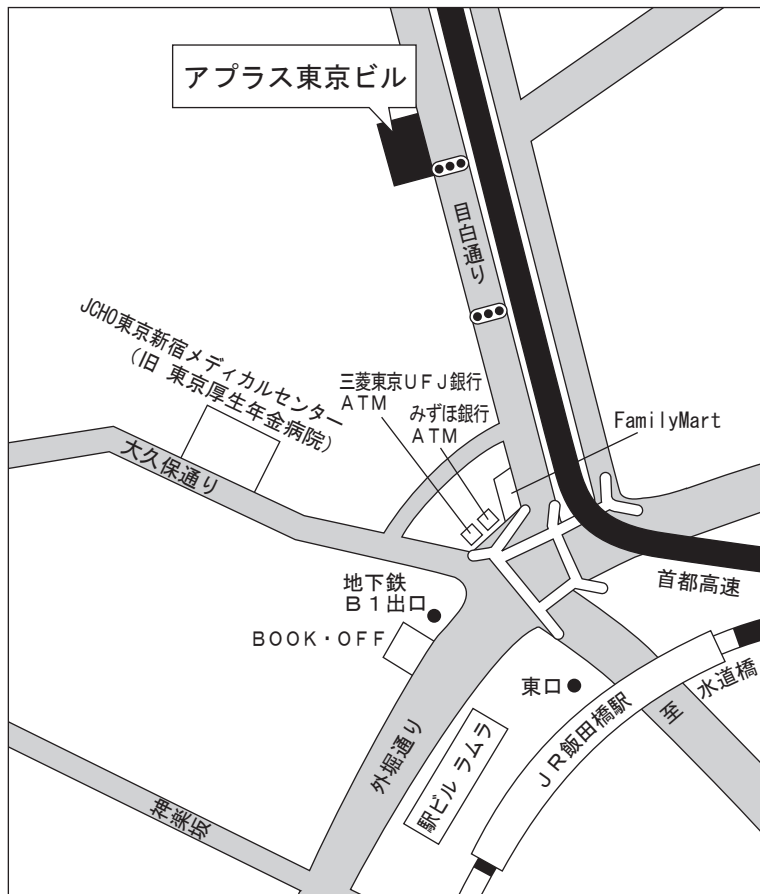 アプラス東京ビル
目白通り
JCHO東京新宿メディカルセンター
(旧 東京厚生年金病院)
三菱東京UFJ銀行
ATM
みずほ銀行
ATM
FamilyMart
大久保通り
首都高速
地下鉄
B1出口
BOOK・OFF
東口
至 水道橋
JR飯田橋駅
外堀通り
駅ビル ラムラ
神楽坂